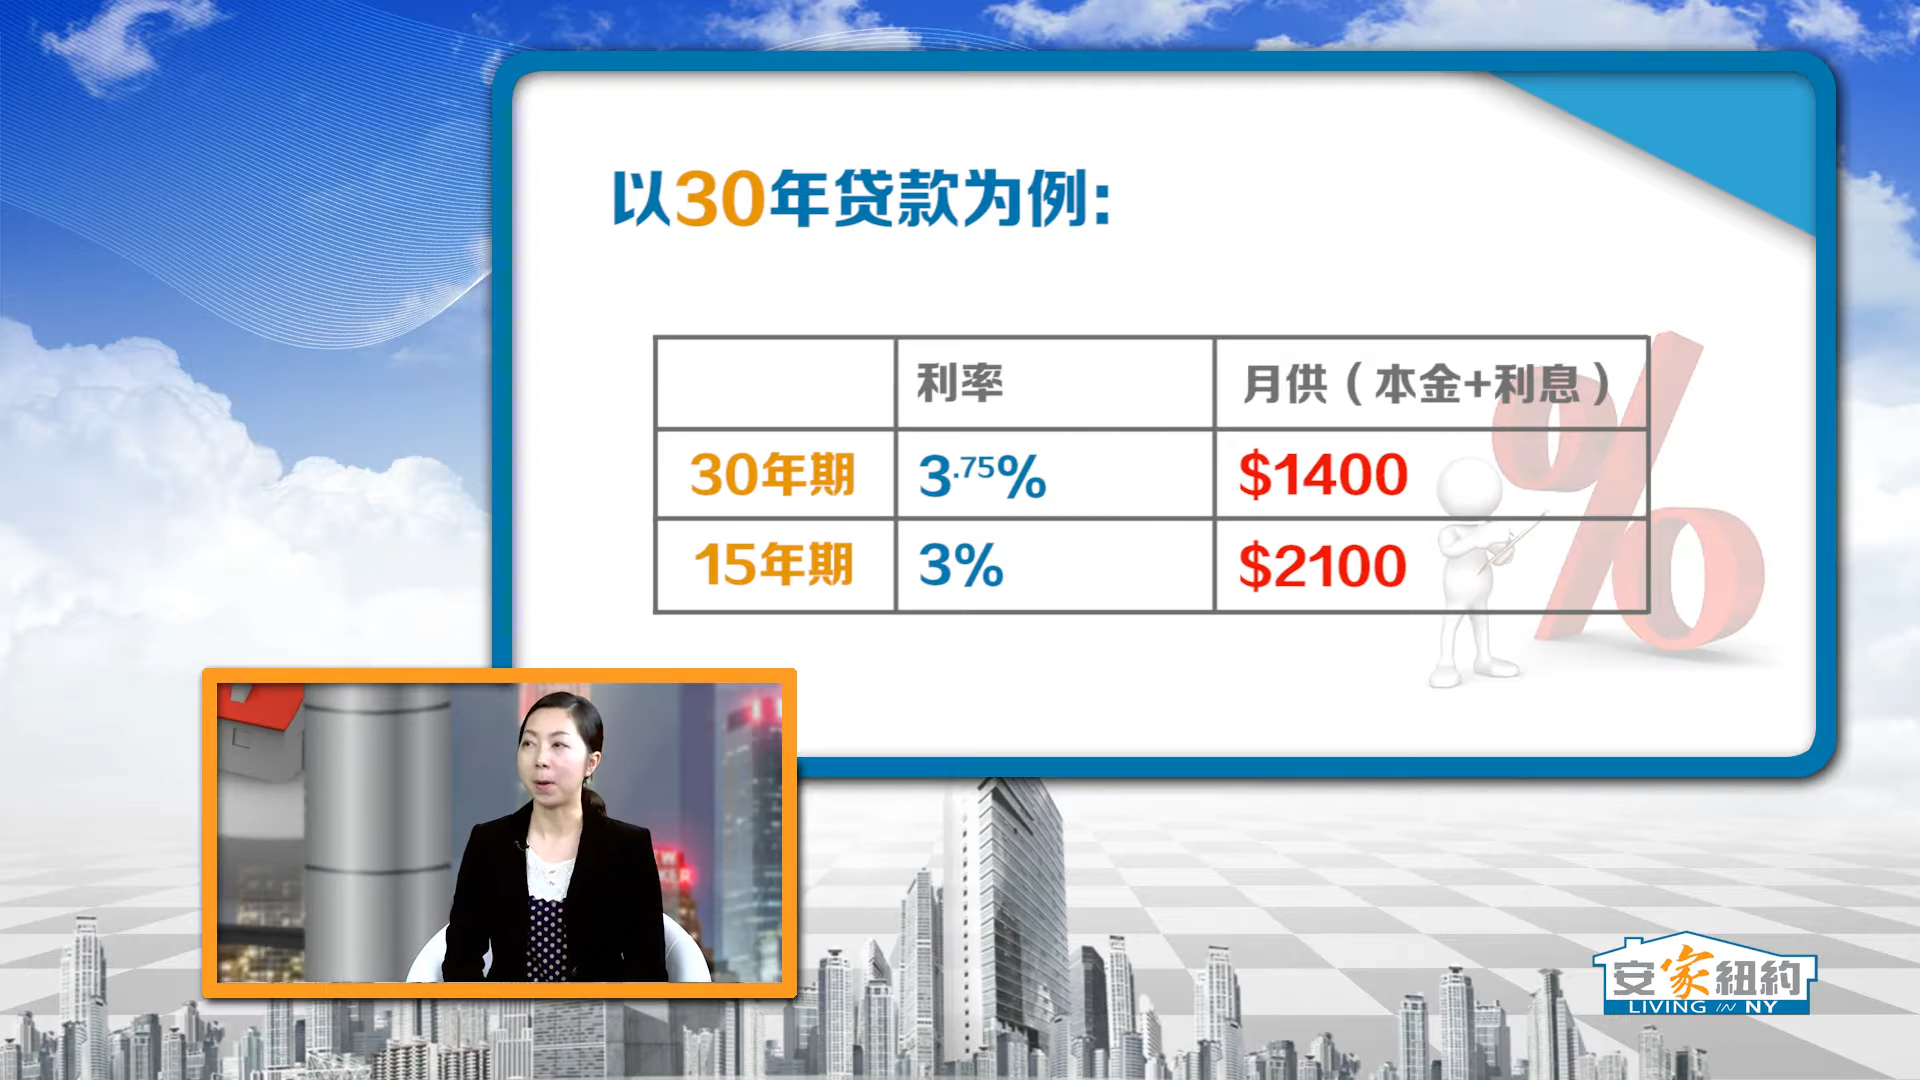 以30年贷款为例:
利率 月供（本金+利息）
30年期 3.75% $1400
15年期 3% $2100
安家紐約
LIVING IN NY